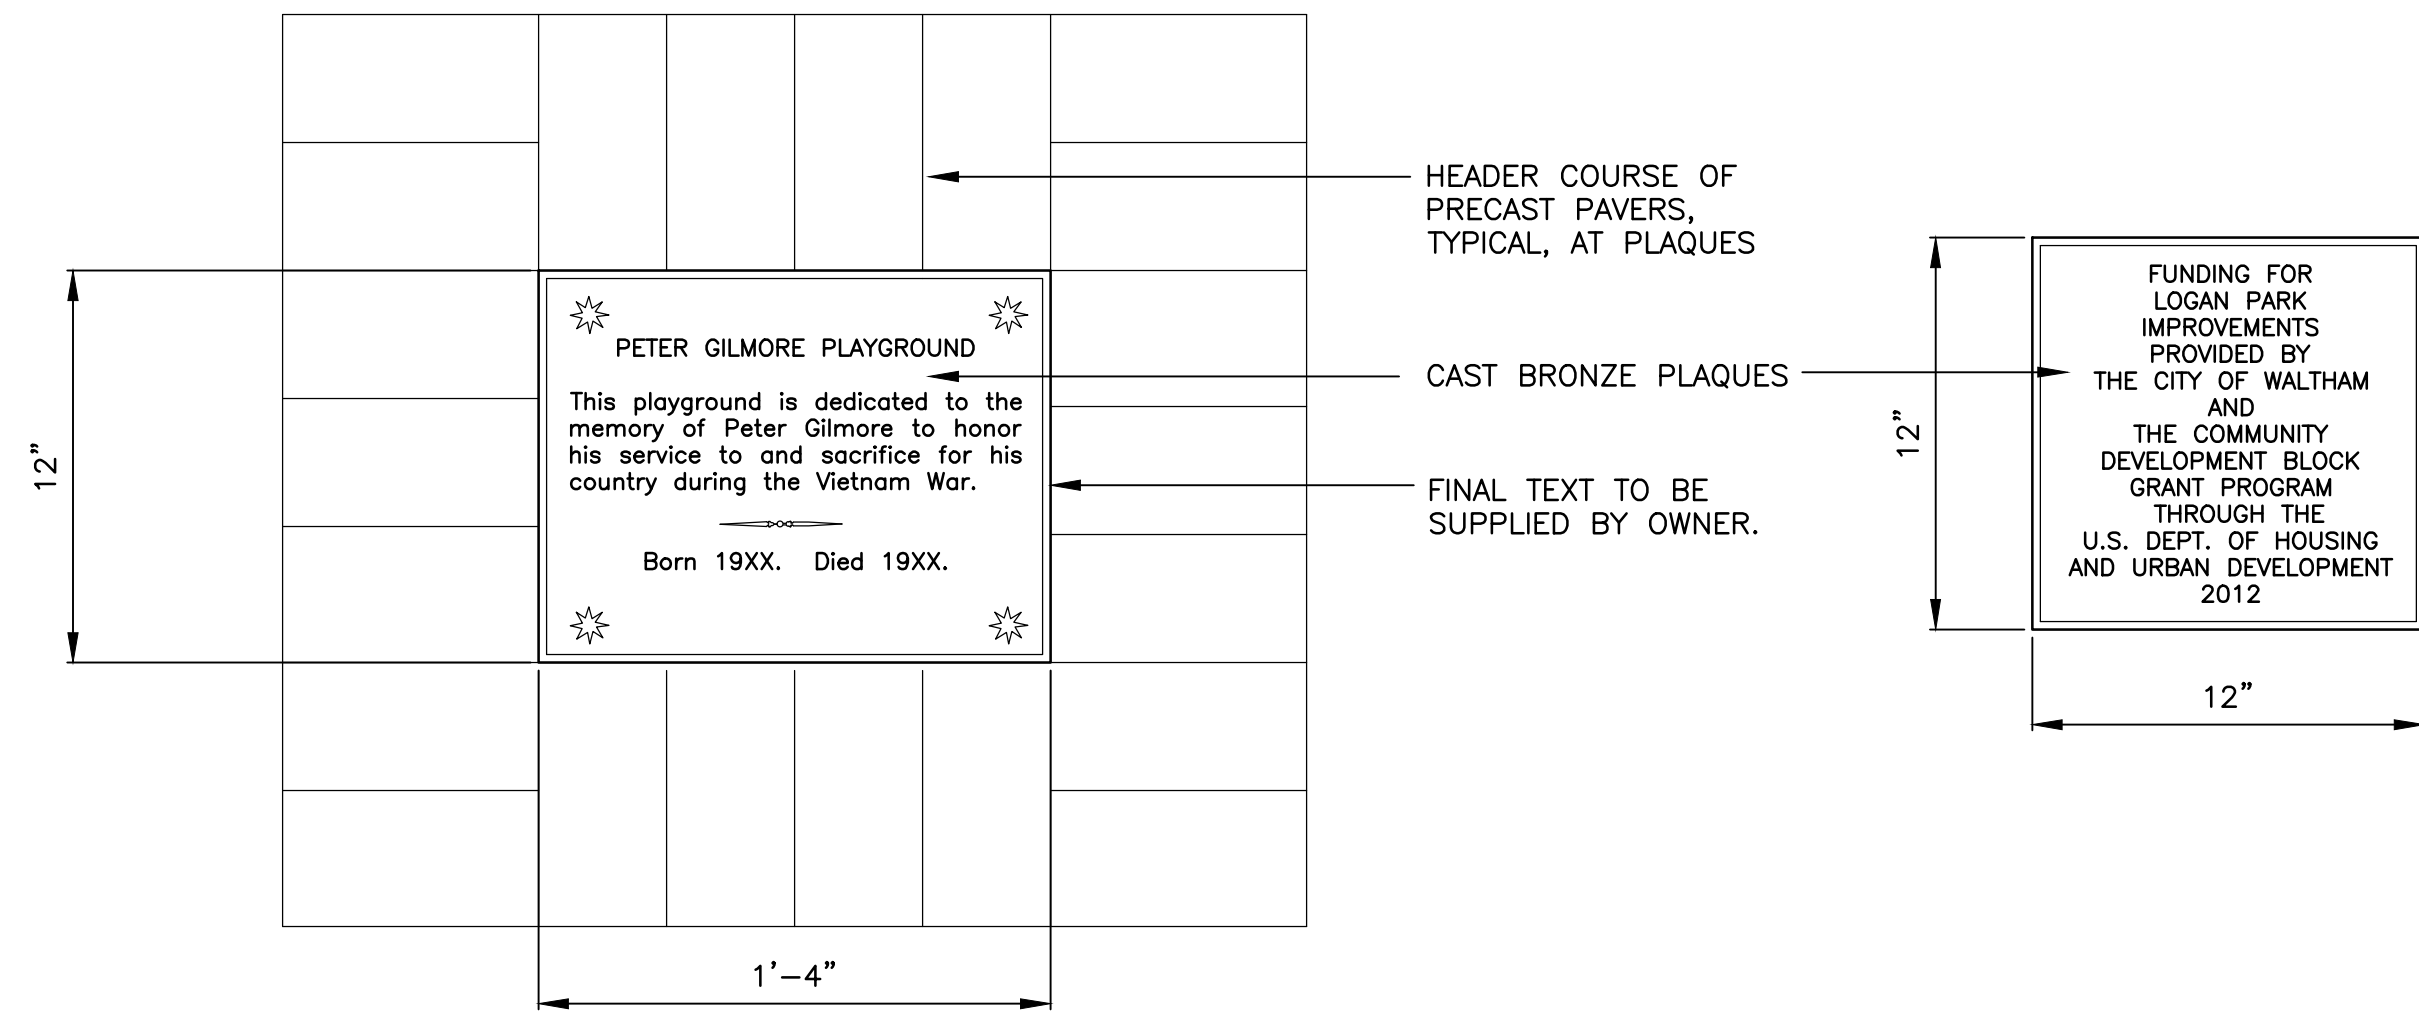 HEADER COURSE OF
PRECAST PAVERS,
TYPICAL, AT PLAQUES
CAST BRONZE PLAQUES
FINAL TEXT TO BE
SUPPLIED BY OWNER.
12”
PETER GILMORE PLAYGROUND
This playground is dedicated to the
memory of Peter Gilmore to honor
his service to and sacrifice for his
country during the Vietnam War.
Born 19XX. Died 19XX.
1’–4”
12”
FUNDING FOR
LOGAN PARK
IMPROVEMENTS
PROVIDED BY
THE CITY OF WALTHAM
AND
THE COMMUNITY
DEVELOPMENT BLOCK
GRANT PROGRAM
THROUGH THE
U.S. DEPT. OF HOUSING
AND URBAN DEVELOPMENT
2012
12”